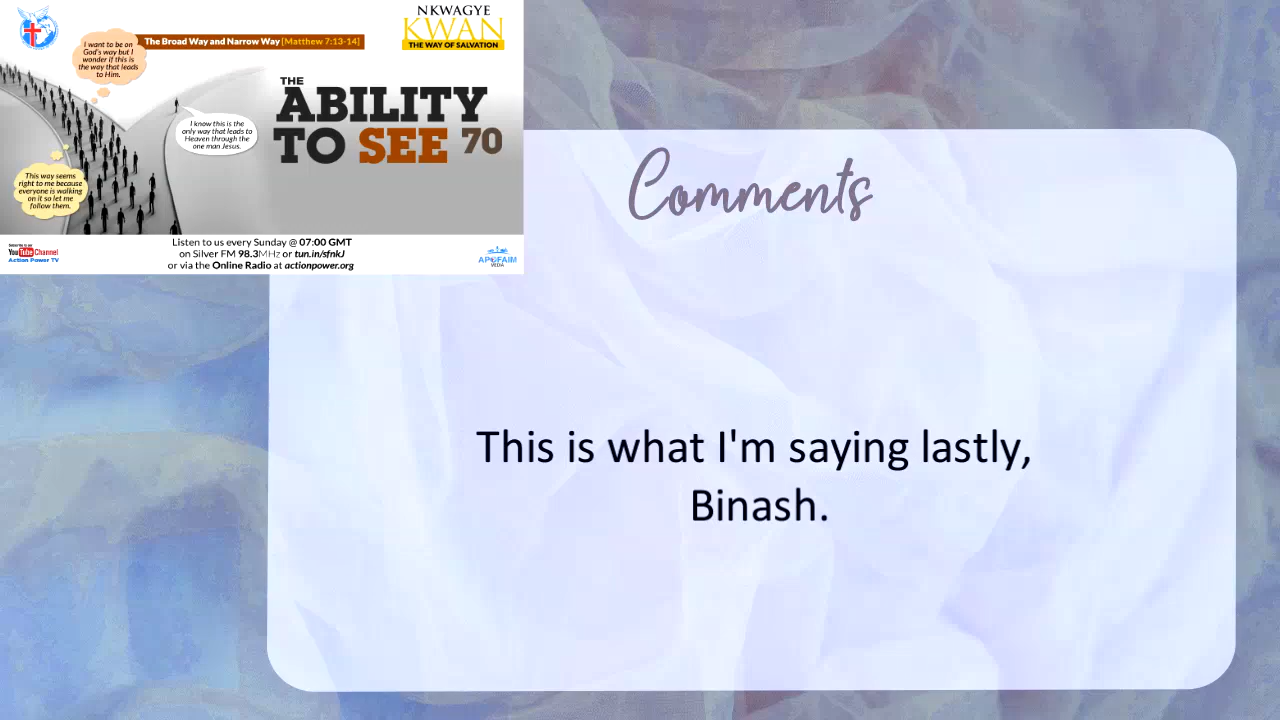 NKWAGYE
KWAN
THE WAY OF SALVATION
The Broad Way and Narrow Way [Matthew 7:13-14]
I want to be on
God's way but I
wonder if this is
the way that leads
to Him.
THE
ABILITY
TO SEE 70
I know this is the
only way that leads to
Heaven through the
one man Jesus.
This way seems
right to me because
everyone is walking
on it so let me
follow them.
Listen to us every Sunday @ 07:00 GMT
on Silver FM 98.3MHz or tun.in/sfnkJ
or via the Online Radio at actionpower.org
YouTube Channel
Action Power TV
APOFAIM
MEDIA
Comments
This is what I'm saying lastly,
Binash.